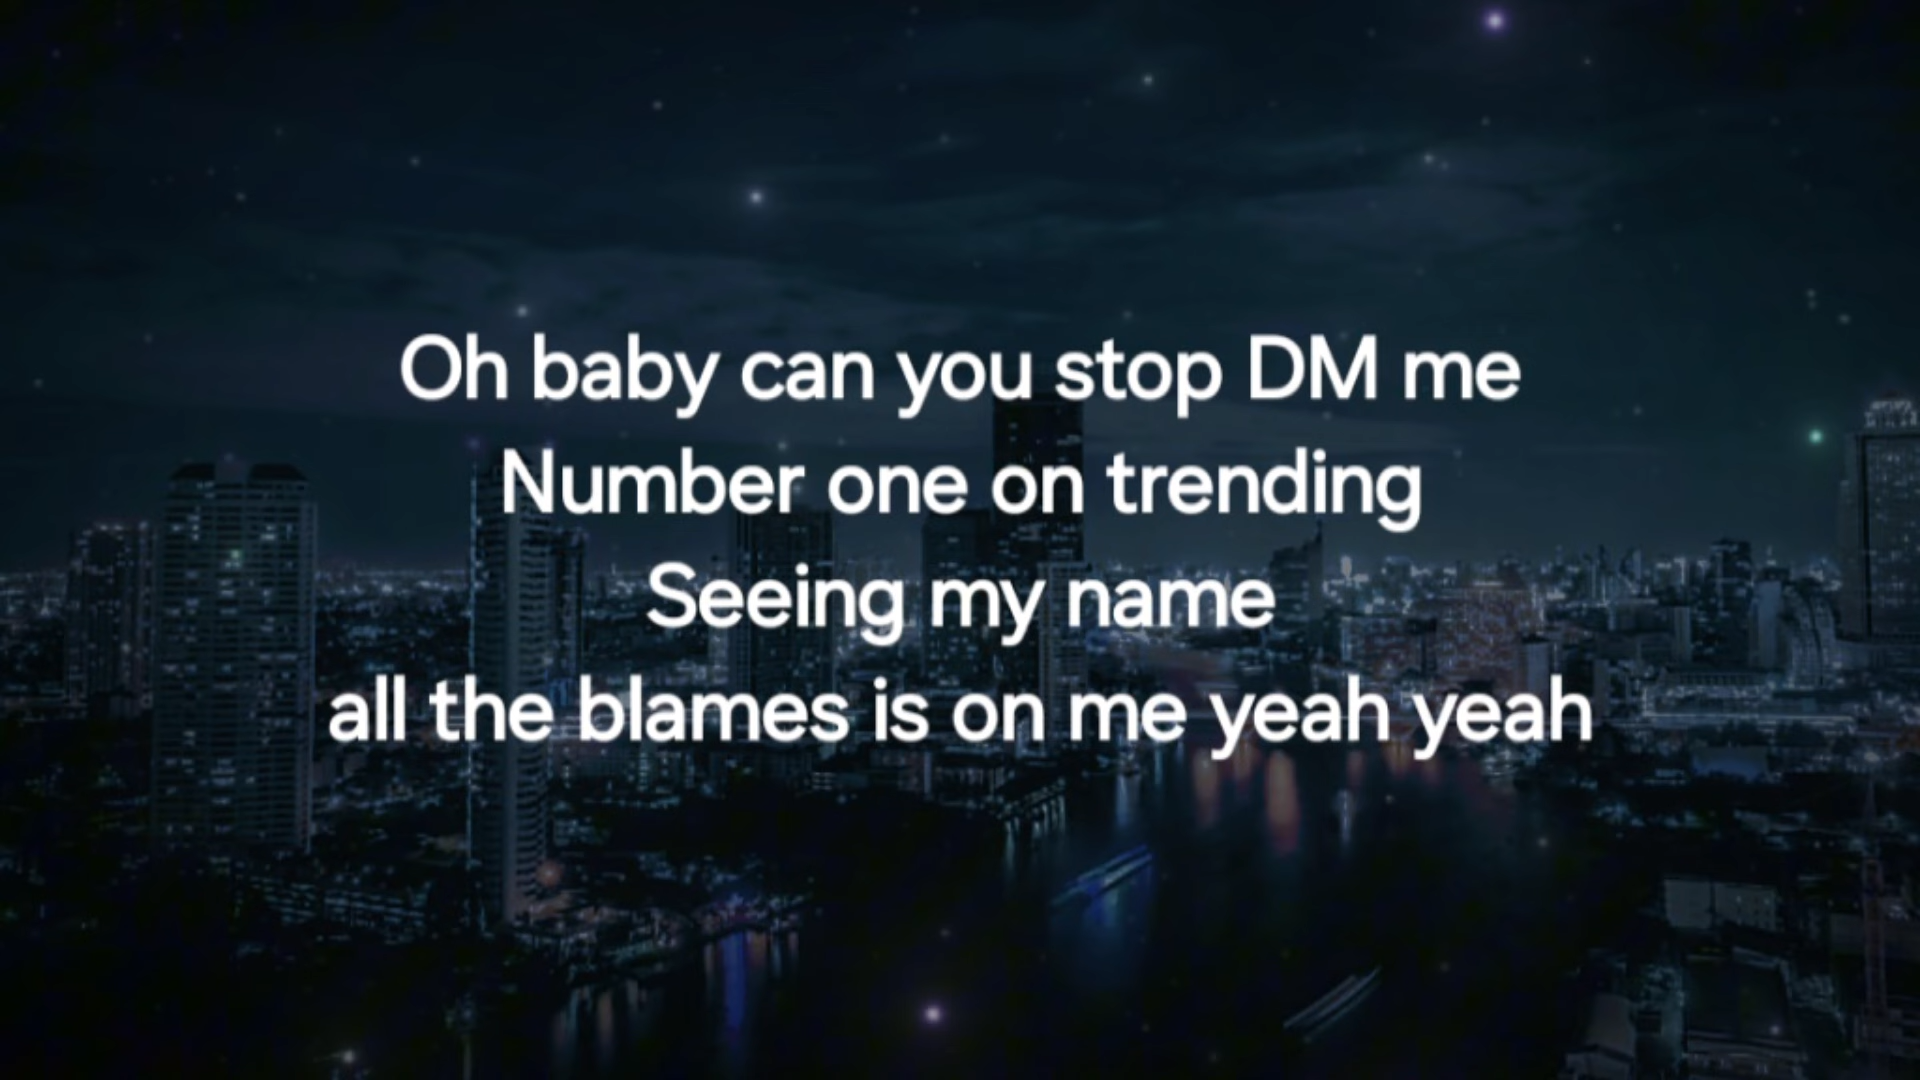 Oh baby can you stop DM me
Number one on trending
Seeing my name
all the blames is on me yeah yeah